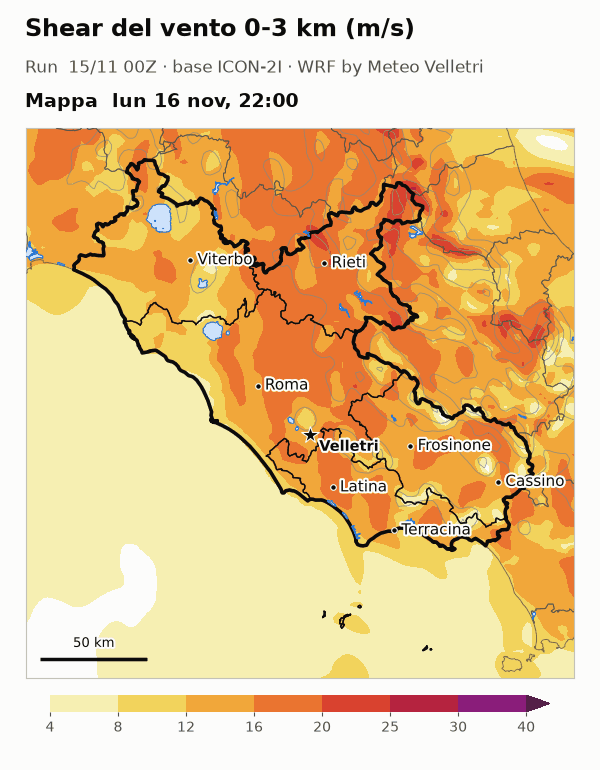 Shear del vento 0-3 km (m/s)
Run  15/11 00Z · base ICON-2I · WRF by Meteo Velletri
Mappa  lun 16 nov, 22:00
Viterbo
Rieti
Roma
Velletri
Frosinone
Latina
Cassino
Terracina
50 km
4 8 12 16 20 25 30 40